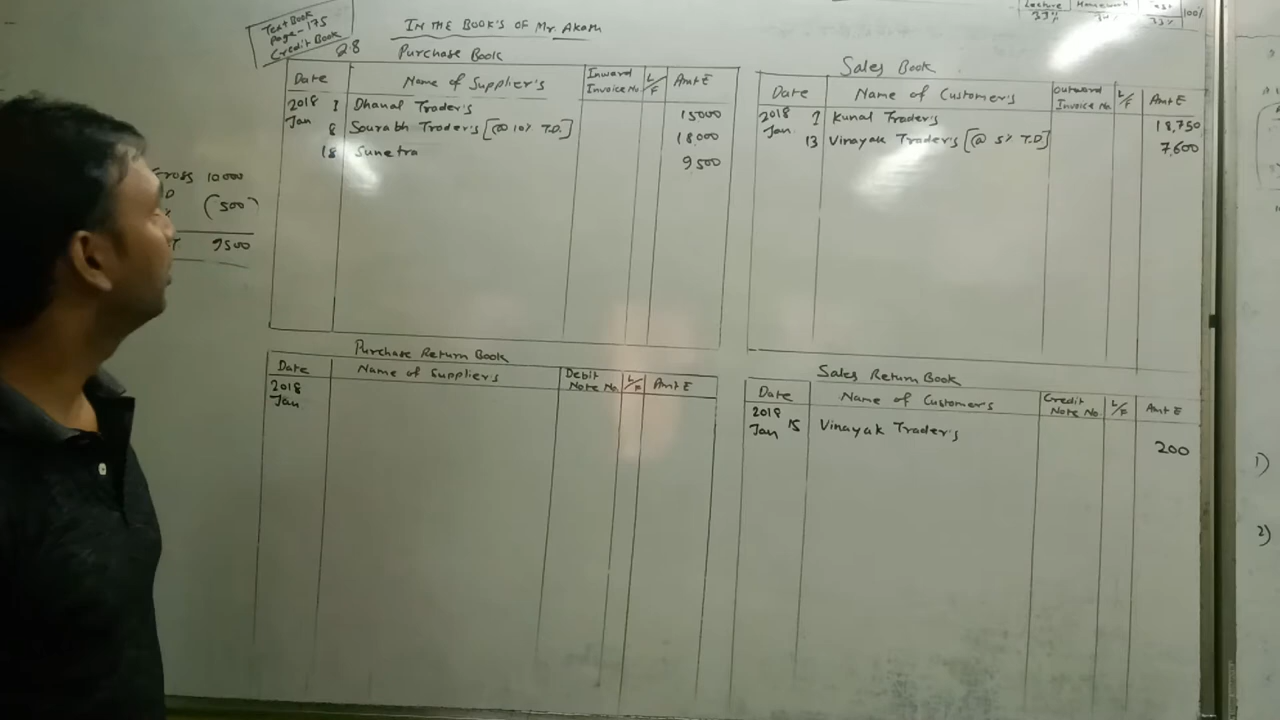 Text Book
Page-175
Credit Book
28
IN THE BOOK'S OF Mr. Akash
Lecture Homework
33% 33% 100%
Purchase Book
Date Name of Supplier's Inward Invoice No. L/F Amt ₹
2018 Jan 1 Dhanal Trader's 15000
8 Sourabh Trader's [@ 10% T.D.] 18,000
18 Sunetra 9,500
Gross 10000
(500)
9500
Sales Book
Date Name of Customer's Outward Invoice No. L/F Amt ₹
2018 Jan. 2 Kunal Trader's 18,750
13 Vinayak Trader's [@ 5% T.D] 7,600
Purchase Return Book
Date Name of Supplier's Debit Note No. L/F Amt ₹
2018
Jan
Sales Return Book
Date Name of Customer's Credit Note No. L/F Amt ₹
2018
Jan 15 Vinayak Trader's 200
1)
2)